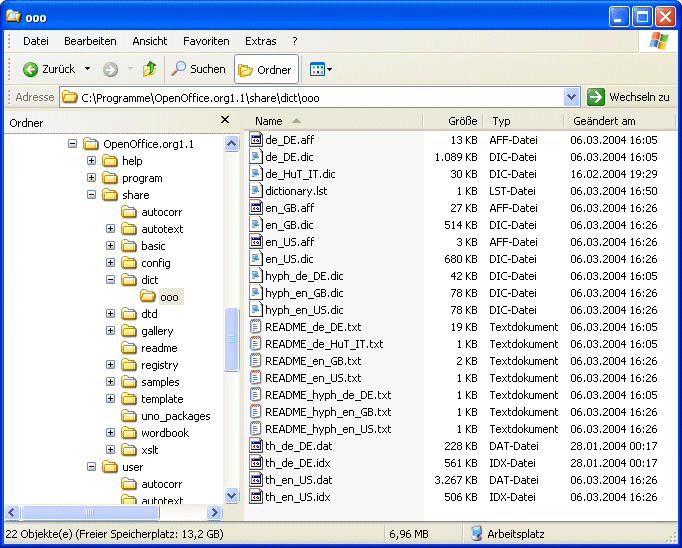 ooo
Datei Bearbeiten Ansicht Favoriten Extras ?
Zurück Suchen Ordner
Adresse C:\Programme\OpenOffice.org1.1\share\dict\ooo Wechseln zu
Ordner
OpenOffice.org1.1
help
program
share
autocorr
autotext
basic
config
dict
ooo
dtd
gallery
readme
registry
samples
template
uno_packages
wordbook
xslt
user
autocorr
autotext
Name Größe Typ Geändert am
de_DE.aff 13 KB AFF-Datei 06.03.2004 16:05
de_DE.dic 1.089 KB DIC-Datei 06.03.2004 16:05
de_HuT_IT.dic 30 KB DIC-Datei 16.02.2004 19:29
dictionary.lst 1 KB LST-Datei 06.03.2004 16:50
en_GB.aff 27 KB AFF-Datei 06.03.2004 16:26
en_GB.dic 514 KB DIC-Datei 06.03.2004 16:26
en_US.aff 3 KB AFF-Datei 06.03.2004 16:26
en_US.dic 680 KB DIC-Datei 06.03.2004 16:26
hyph_de_DE.dic 42 KB DIC-Datei 06.03.2004 16:05
hyph_en_GB.dic 78 KB DIC-Datei 06.03.2004 16:26
hyph_en_US.dic 78 KB DIC-Datei 06.03.2004 16:26
README_de_DE.txt 19 KB Textdokument 06.03.2004 16:05
README_de_HuT_IT.txt 1 KB Textdokument 06.03.2004 16:05
README_en_GB.txt 2 KB Textdokument 06.03.2004 16:26
README_en_US.txt 1 KB Textdokument 06.03.2004 16:26
README_hyph_de_DE.txt 1 KB Textdokument 06.03.2004 16:05
README_hyph_en_GB.txt 1 KB Textdokument 06.03.2004 16:26
README_hyph_en_US.txt 1 KB Textdokument 06.03.2004 16:26
th_de_DE.dat 228 KB DAT-Datei 28.01.2004 00:17
th_de_DE.idx 561 KB IDX-Datei 28.01.2004 00:17
th_en_US.dat 3.267 KB DAT-Datei 06.03.2004 16:26
th_en_US.idx 506 KB IDX-Datei 06.03.2004 16:26
22 Objekte(e) (Freier Speicherplatz: 13,2 GB) 6,96 MB Arbeitsplatz